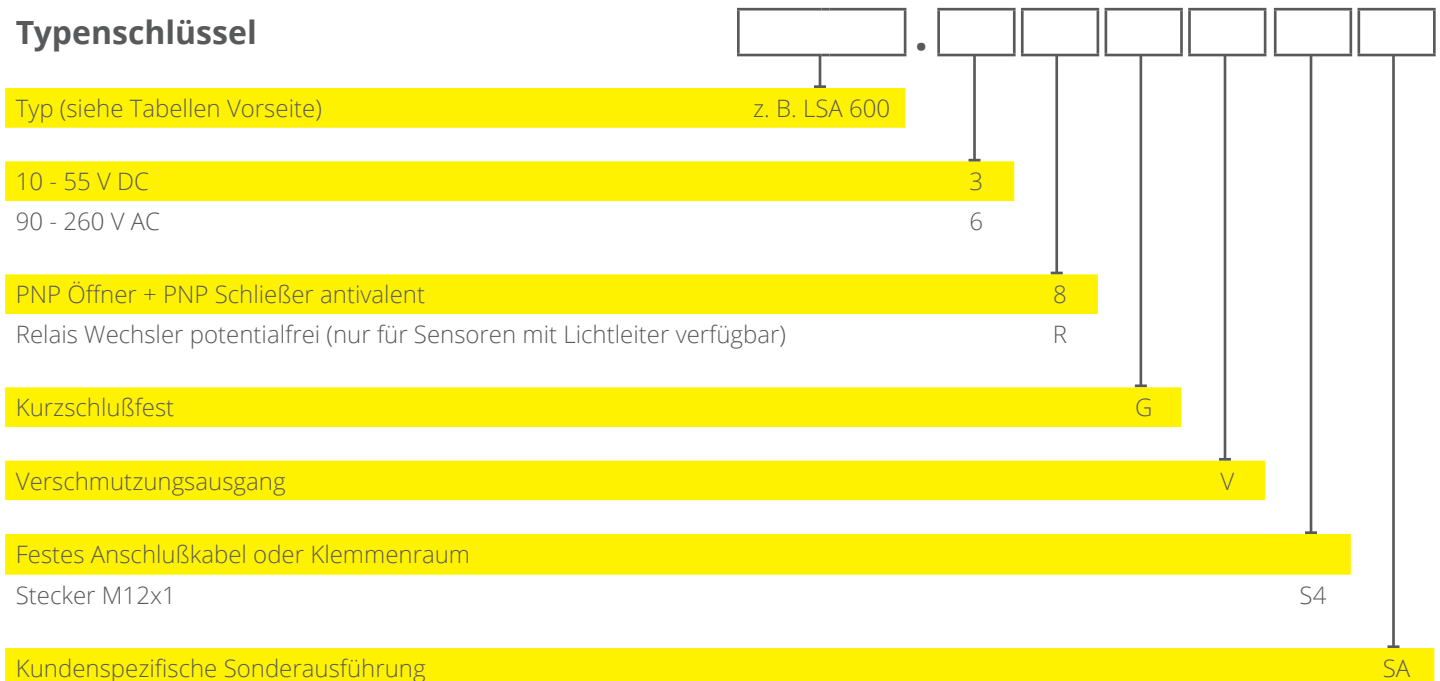 Typenschlüssel
.
Typ (siehe Tabellen Vorseite) z. B. LSA 600
10 - 55 V DC 3
90 - 260 V AC 6
PNP Öffner + PNP Schließer antivalent 8
Relais Wechsler potentialfrei (nur für Sensoren mit Lichtleiter verfügbar) R
Kurzschlußfest G
Verschmutzungsausgang V
Festes Anschlußkabel oder Klemmenraum
Stecker M12x1 S4
Kundenspezifische Sonderausführung SA